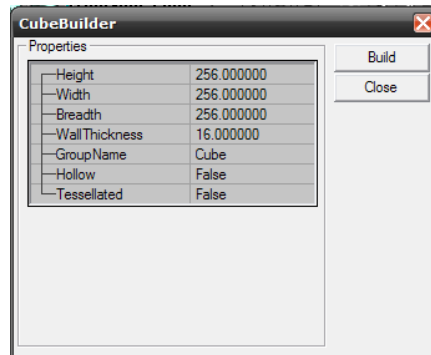 CubeBuilder
Properties
Build
Close
Height 256.000000
Width 256.000000
Breadth 256.000000
WallThickness 16.000000
GroupName Cube
Hollow False
Tessellated False